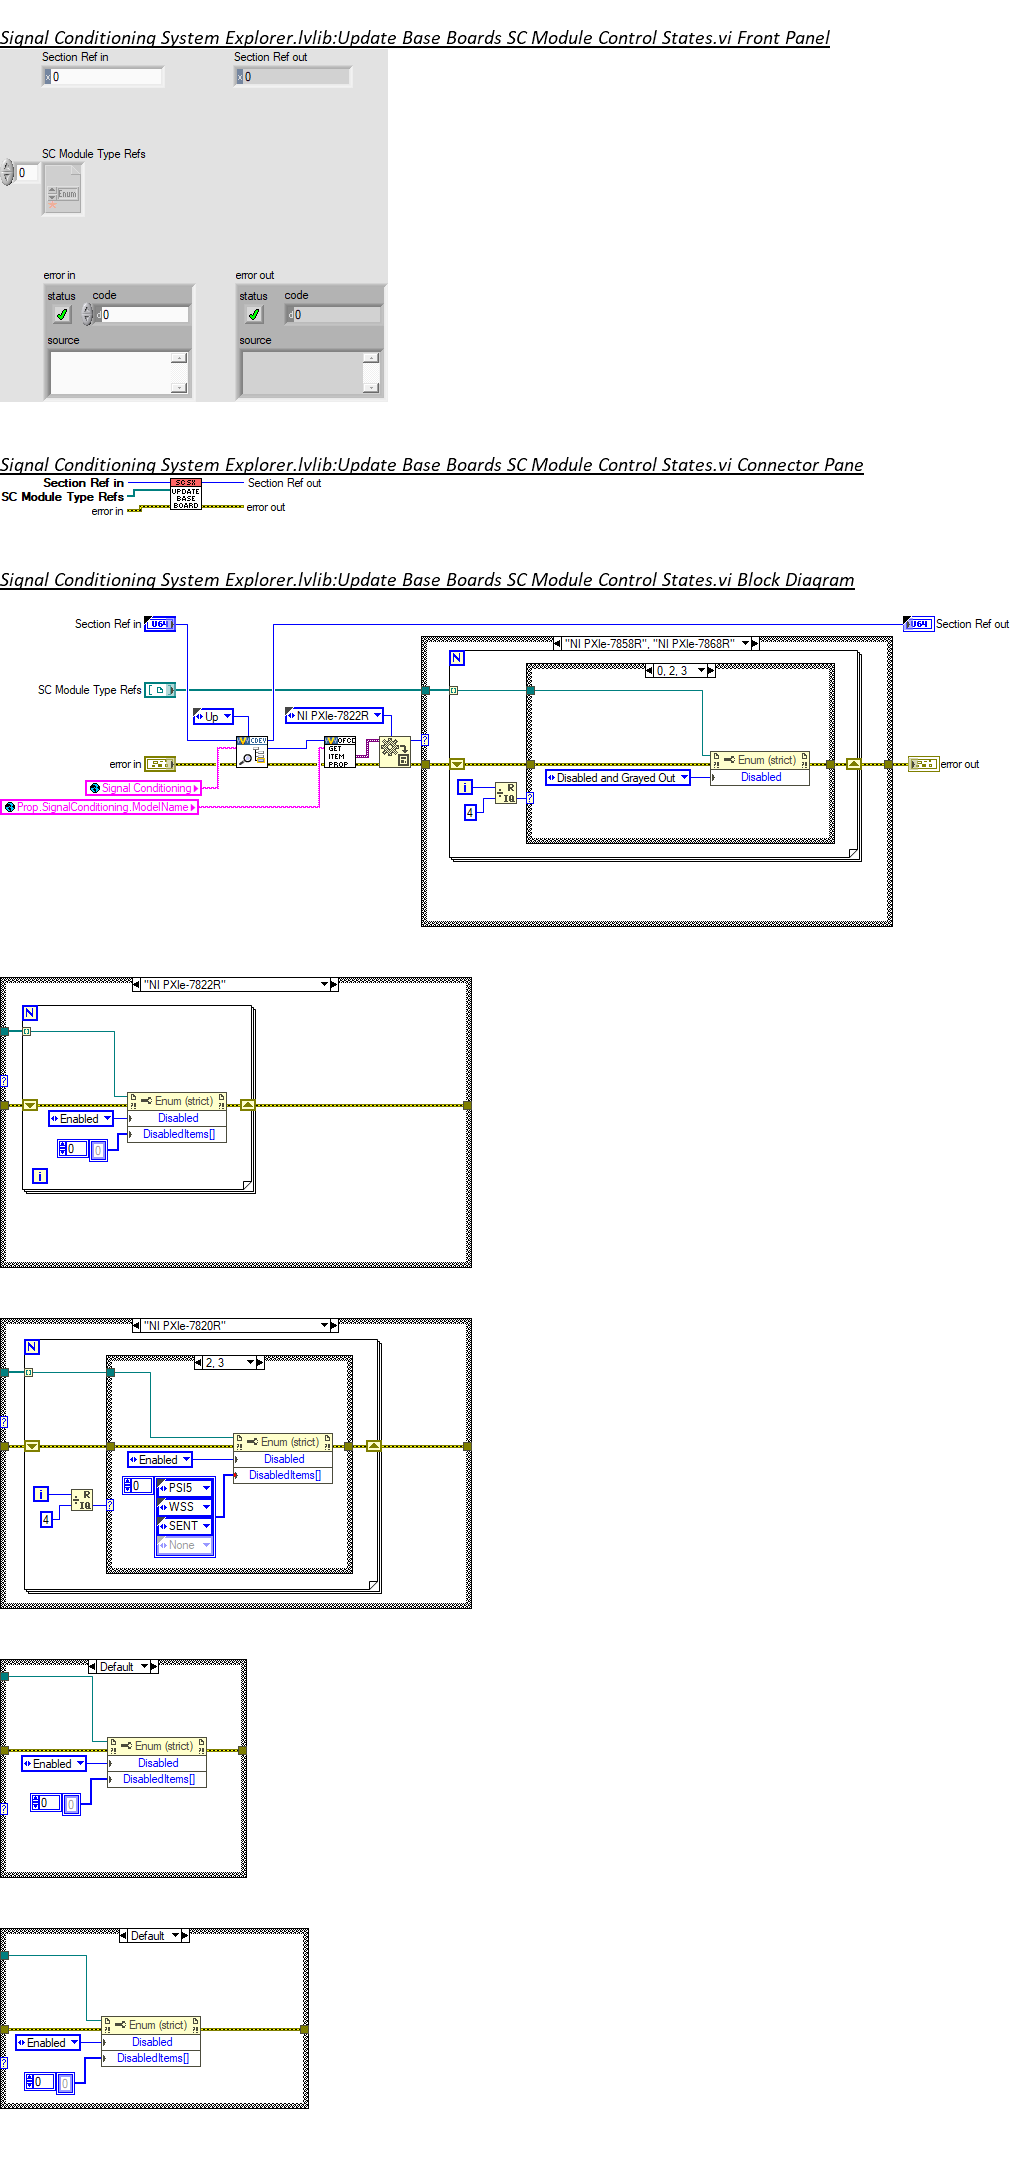 Signal Conditioning System Explorer.lvlib:Update Base Boards SC Module Control States.vi Front Panel
Section Ref in
Section Ref out
x 0
x 0
SC Module Type Refs
0
Enum
error in
error out
status
code
status
code
d 0
d 0
source
source
Signal Conditioning System Explorer.lvlib:Update Base Boards SC Module Control States.vi Connector Pane
Section Ref in
SC Module Type Refs
error in
SC SX
UPDATE
BASE
BOARD
Section Ref out
error out
Signal Conditioning System Explorer.lvlib:Update Base Boards SC Module Control States.vi Block Diagram
Section Ref in
U64
U64
Section Ref out
"NI PXIe-7858R", "NI PXIe-7868R"
N
0, 2, 3
SC Module Type Refs
Up
NI PXIe-7822R
CDEV
GET
ITEM
PROP
?
error in
Enum (strict)
Disabled
error out
Disabled and Grayed Out
Signal Conditioning
Prop.SignalConditioning.ModelName
i
R
IQ
4
?
"NI PXIe-7822R"
N
?
Enum (strict)
Enabled
Disabled
0
0
DisabledItems[]
i
"NI PXIe-7820R"
N
2, 3
?
Enum (strict)
Enabled
Disabled
DisabledItems[]
0
PSI5
WSS
SENT
None
i
R
IQ
4
?
Default
Enum (strict)
Enabled
Disabled
DisabledItems[]
0
0
?
Default
Enum (strict)
Enabled
Disabled
DisabledItems[]
?
0
0